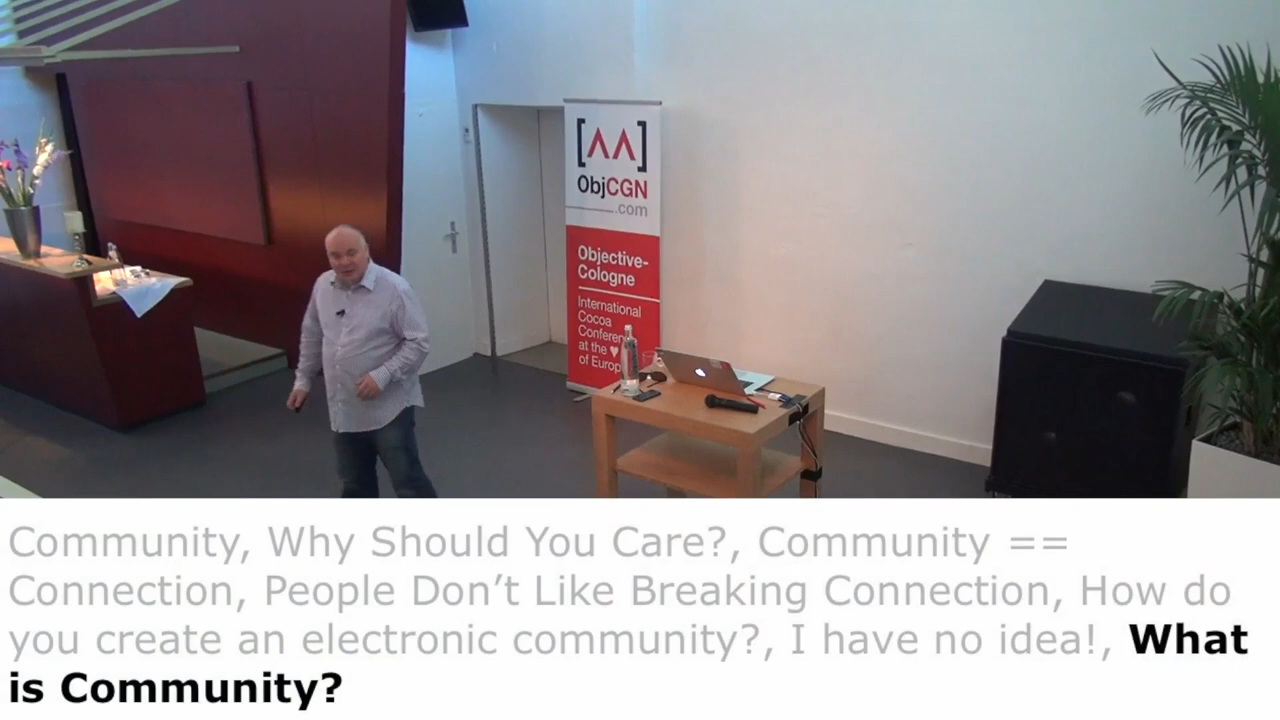 [ΛΛ]
ObjCGN
.com
Objective-
Cologne
International
Cocoa
Conferen
at the ♥
of Europ
Community, Why Should You Care?, Community ==
Connection, People Don’t Like Breaking Connection, How do
you create an electronic community?, I have no idea!, What
is Community?